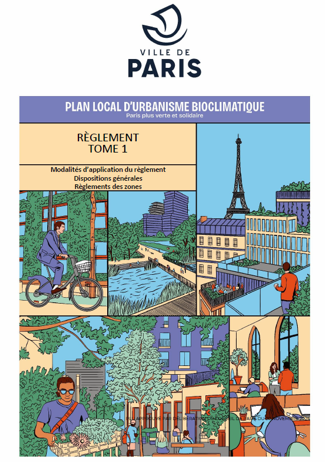 VILLE DE
PARIS
PLAN LOCAL D'URBANISME BIOCLIMATIQUE
Paris plus verte et solidaire
RÈGLEMENT
TOME 1
Modalités d'application du règlement
Dispositions générales
Règlements des zones